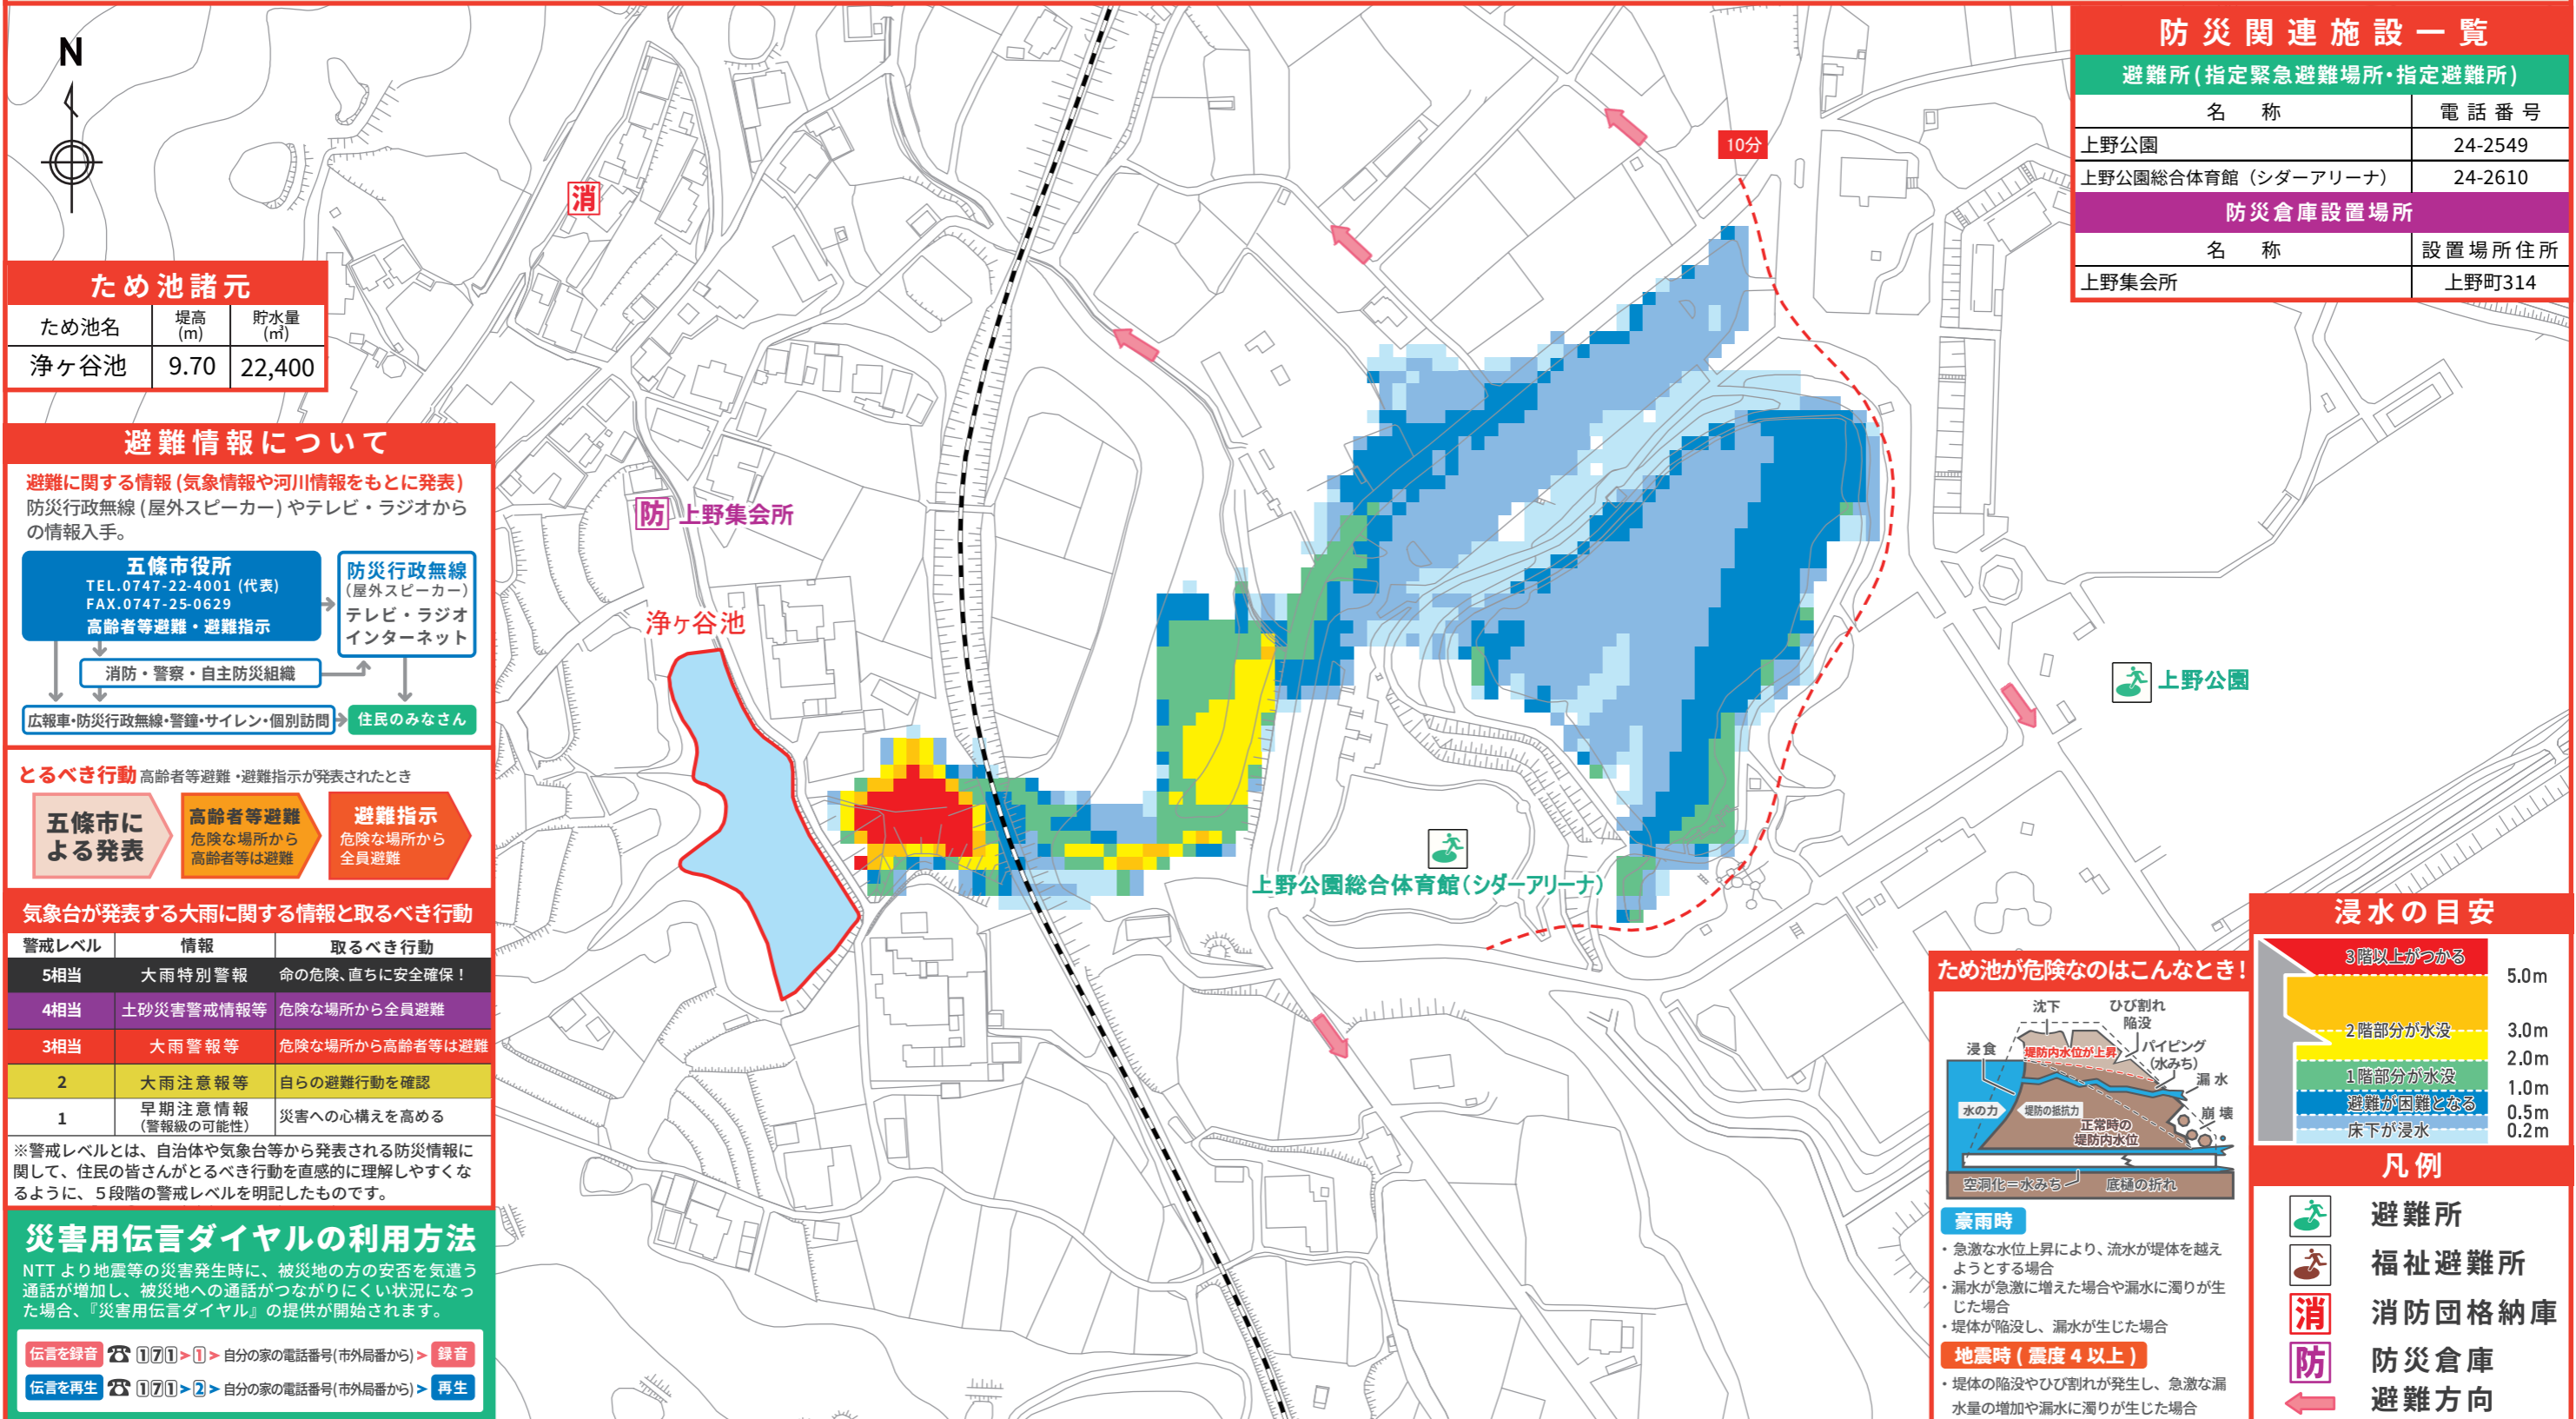 N
ため池諸元
ため池名 堤高(m) 貯水量(㎥)
浄ヶ谷池 9.70 22,400
避難情報について
避難に関する情報(気象情報や河川情報をもとに発表)
防災行政無線(屋外スピーカー)やテレビ・ラジオから
の情報入手。
五條市役所
TEL.0747-22-4001 (代表)
FAX.0747-25-0629
高齢者等避難・避難指示
防災行政無線
(屋外スピーカー)
テレビ・ラジオ
インターネット
消防・警察・自主防災組織
広報車・防災行政無線・警鐘・サイレン・個別訪問
住民のみなさん
とるべき行動 高齢者等避難・避難指示が発表されたとき
五條市に
よる発表
高齢者等避難
危険な場所から
高齢者等は避難
避難指示
危険な場所から
全員避難
気象台が発表する大雨に関する情報と取るべき行動
警戒レベル 情報 取るべき行動
5相当 大雨特別警報 命の危険、直ちに安全確保！
4相当 土砂災害警戒情報等 危険な場所から全員避難
3相当 大雨警報等 危険な場所から高齢者等は避難
2 大雨注意報等 自らの避難行動を確認
1 早期注意情報(警報級の可能性) 災害への心構えを高める
※警戒レベルとは、自治体や気象台等から発表される防災情報に
関して、住民の皆さんがとるべき行動を直感的に理解しやすくな
るように、５段階の警戒レベルを明記したものです。
災害用伝言ダイヤルの利用方法
NTTより地震等の災害発生時に、被災地の方の安否を気遣う
通話が増加し、被災地への通話がつながりにくい状況になっ
た場合、『災害用伝言ダイヤル』の提供が開始されます。
伝言を録音 ☎ 171>1> 自分の家の電話番号(市外局番から)> 録音
伝言を再生 ☎ 171>2> 自分の家の電話番号(市外局番から)> 再生
消
防 上野集会所
浄ヶ谷池
10分
上野公園総合体育館(シダーアリーナ)
上野公園
防災関連施設一覧
避難所(指定緊急避難場所・指定避難所)
名 称 電話番号
上野公園 24-2549
上野公園総合体育館（シダーアリーナ） 24-2610
防災倉庫設置場所
名 称 設置場所住所
上野集会所 上野町314
ため池が危険なのはこんなとき！
沈下
ひび割れ
陥没
浸食
堤防内水位が上昇
パイピング
(水みち)
漏水
水の力
堤防の抵抗力
崩壊
正常時の
堤防内水位
空洞化＝水みち
底樋の折れ
豪雨時
・急激な水位上昇により、流水が堤体を越え
ようとする場合
・漏水が急激に増えた場合や漏水に濁りが生
じた場合
・堤体が陥没し、漏水が生じた場合
地震時(震度４以上)
・堤体の陥没やひび割れが発生し、急激な漏
水量の増加や漏水に濁りが生じた場合
浸水の目安
3階以上がつかる
5.0m
2階部分が水没
3.0m
2.0m
1階部分が水没
1.0m
避難が困難となる
0.5m
床下が浸水
0.2m
凡例
避難所
福祉避難所
消 消防団格納庫
防 防災倉庫
避難方向